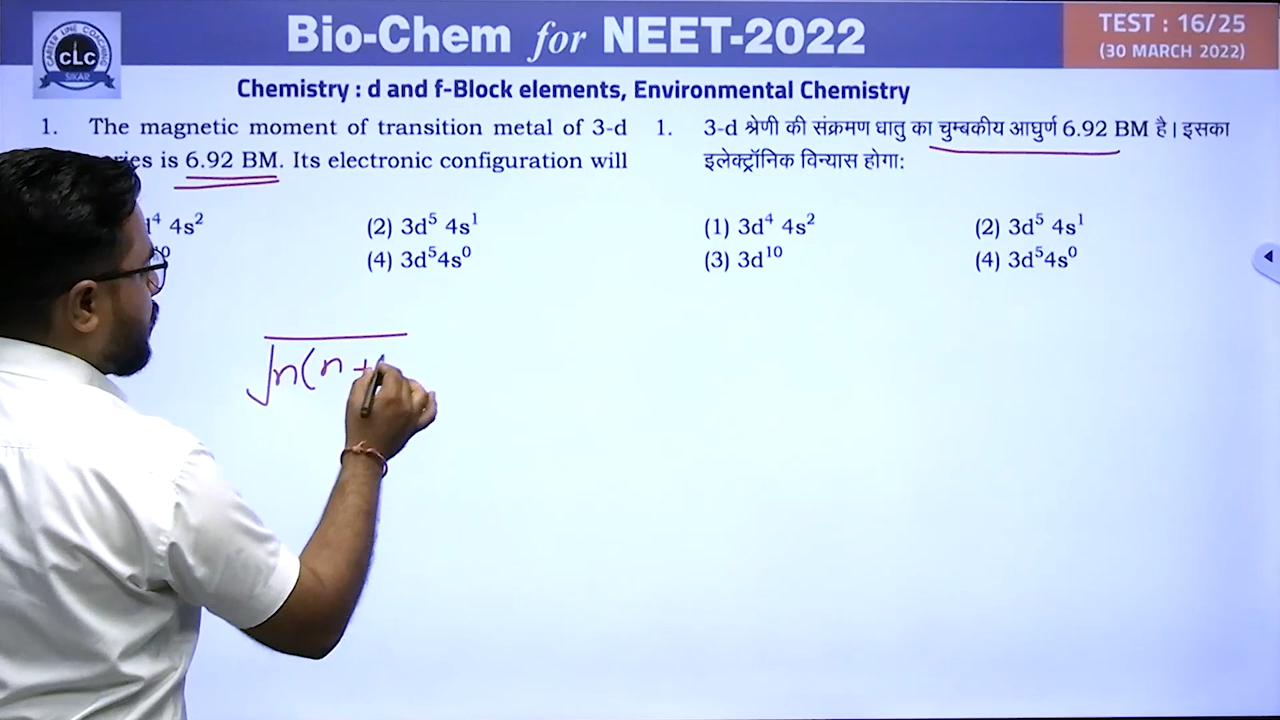 CAREER LINE COACHING
CLC
SIKAR
Bio-Chem for NEET-2022
TEST : 16/25
(30 MARCH 2022)
Chemistry : d and f-Block elements, Environmental Chemistry
1. The magnetic moment of transition metal of 3-d
is 6.92 BM. Its electronic configuration will
4s² (2) 3d⁵ 4s¹
(4) 3d⁵4s⁰
1. 3-d श्रेणी की संक्रमण धातु का चुम्बकीय आघुर्ण 6.92 BM है। इसका
इलेक्ट्रॉनिक विन्यास होगा:
(1) 3d⁴ 4s² (2) 3d⁵ 4s¹
(3) 3d¹⁰ (4) 3d⁵4s⁰
√n(n +